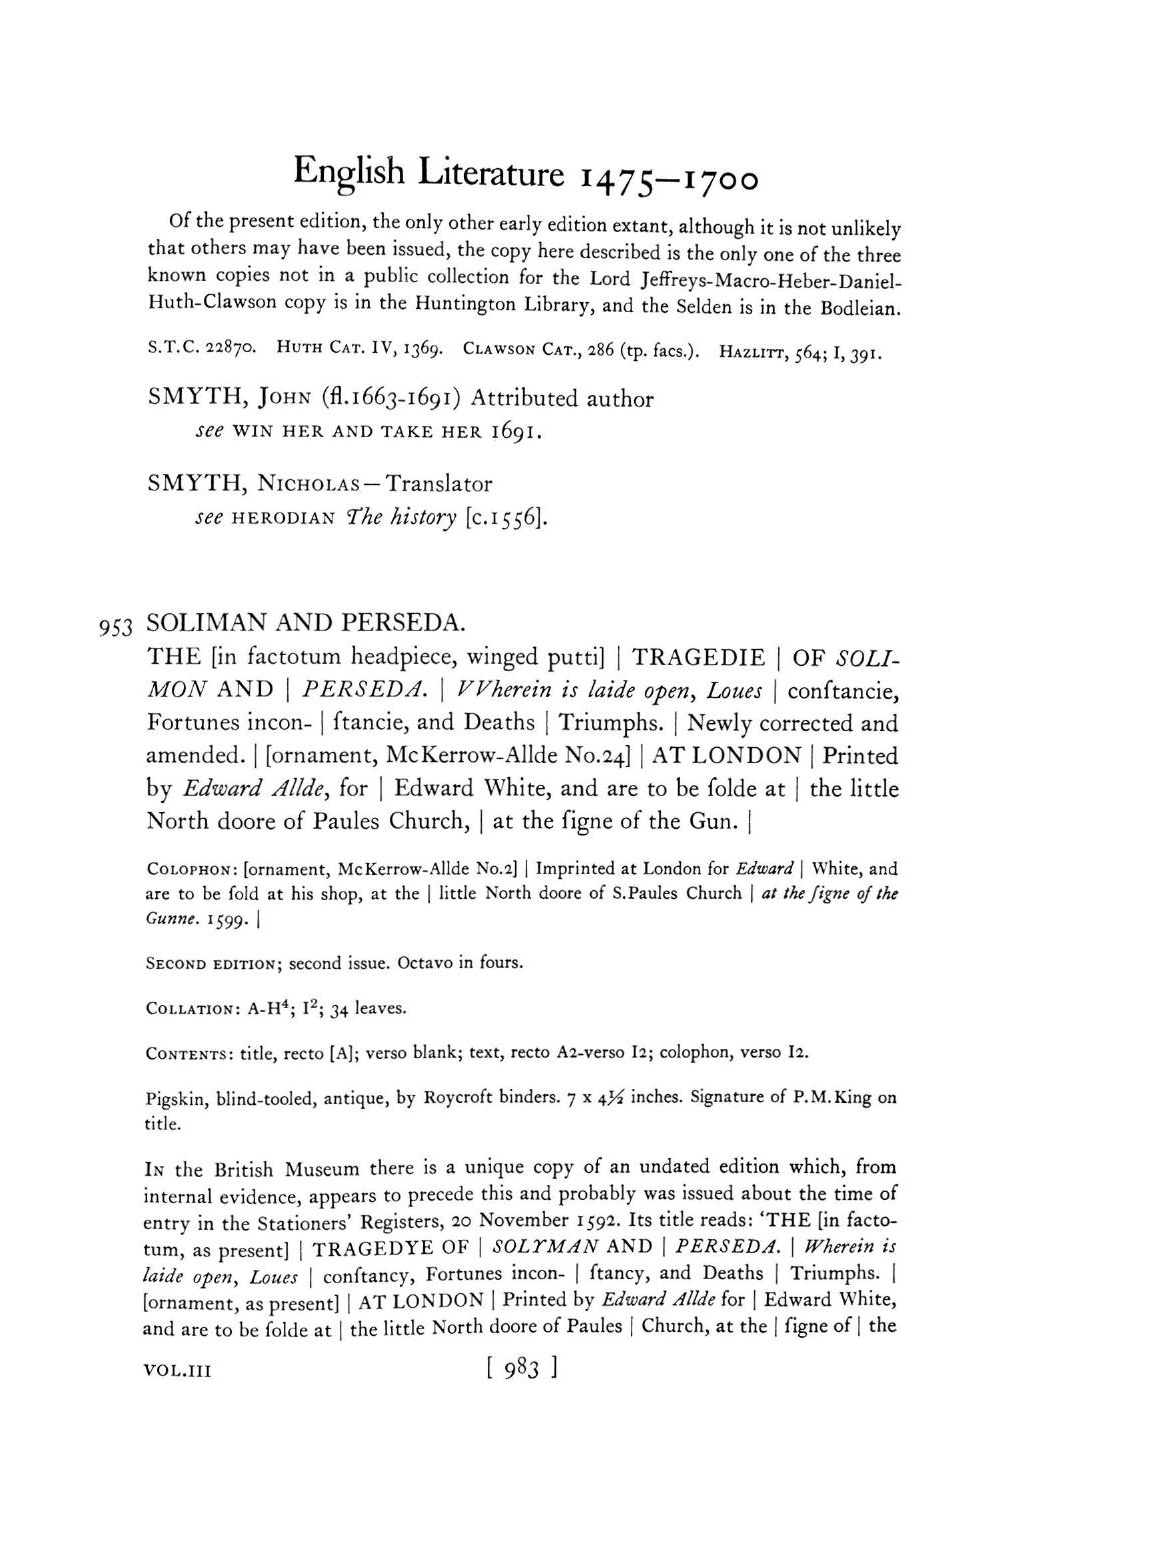 English Literature 1475–1700
Of the present edition, the only other early edition extant, although it is not unlikely
that others may have been issued, the copy here described is the only one of the three
known copies not in a public collection for the Lord Jeffreys-Macro-Heber-Daniel-
Huth-Clawson copy is in the Huntington Library, and the Selden is in the Bodleian.
S.T.C. 22870. HUTH CAT. IV, 1369. CLAWSON CAT., 286 (tp. facs.). HAZLITT, 564; I, 391.
SMYTH, JOHN (fl.1663-1691) Attributed author
see WIN HER AND TAKE HER 1691.
SMYTH, NICHOLAS—Translator
see HERODIAN The history [c.1556].
953 SOLIMAN AND PERSEDA.
THE [in factotum headpiece, winged putti] | TRAGEDIE | OF SOLI-
MON AND | PERSEDA. | VVherein is laide open, Loues | conſtancie,
Fortunes incon- | ſtancie, and Deaths | Triumphs. | Newly corrected and
amended. | [ornament, McKerrow-Allde No.24] | AT LONDON | Printed
by Edward Allde, for | Edward White, and are to be ſolde at | the little
North doore of Paules Church, | at the ſigne of the Gun. |
COLOPHON: [ornament, McKerrow-Allde No.2] | Imprinted at London for Edward | White, and
are to be ſold at his shop, at the | little North doore of S.Paules Church | at the ſigne of the
Gunne. 1599. |
SECOND EDITION; second issue. Octavo in fours.
COLLATION: A-H⁴; I²; 34 leaves.
CONTENTS: title, recto [A]; verso blank; text, recto A2-verso I2; colophon, verso I2.
Pigskin, blind-tooled, antique, by Roycroft binders. 7 x 4½ inches. Signature of P.M.King on
title.
IN the British Museum there is a unique copy of an undated edition which, from
internal evidence, appears to precede this and probably was issued about the time of
entry in the Stationers' Registers, 20 November 1592. Its title reads: 'THE [in facto-
tum, as present] | TRAGEDYE OF | SOLYMAN AND | PERSEDA. | Wherein is
laide open, Loues | conſtancy, Fortunes incon- | ſtancy, and Deaths | Triumphs. |
[ornament, as present] | AT LONDON | Printed by Edward Allde for | Edward White,
and are to be ſolde at | the little North doore of Paules | Church, at the | ſigne of | the
VOL.III [ 983 ]